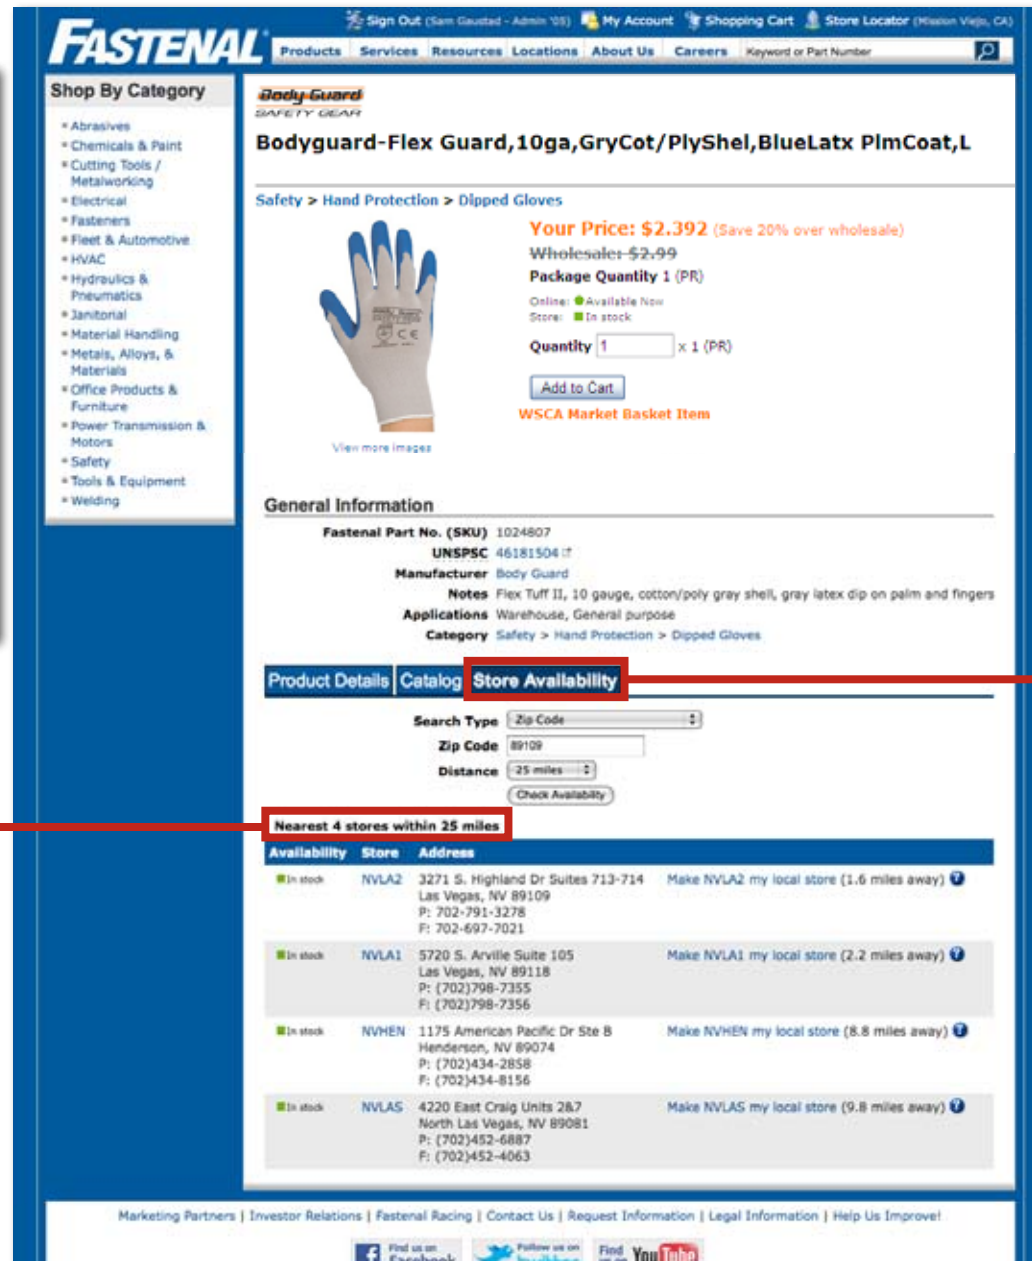 FASTENAL
Sign Out (Sam Gaustad - Admin '05) My Account Shopping Cart Store Locator (Mission Viejo, CA)
Products Services Resources Locations About Us Careers Keyword or Part Number
Shop By Category
Abrasives
Chemicals & Paint
Cutting Tools /
Metalworking
Electrical
Fasteners
Fleet & Automotive
HVAC
Hydraulics &
Pneumatics
Janitorial
Material Handling
Metals, Alloys, &
Materials
Office Products &
Furniture
Power Transmission &
Motors
Safety
Tools & Equipment
Welding
Body Guard
SAFETY GEAR
Bodyguard-Flex Guard,10ga,GryCot/PlyShel,BlueLatx PlmCoat,L
Safety > Hand Protection > Dipped Gloves
CE
View more images
Your Price: $2.392 (Save 20% over wholesale)
Wholesale: $2.99
Package Quantity 1 (PR)
Online: Available Now
Store: In stock
Quantity 1 x 1 (PR)
Add to Cart
WSCA Market Basket Item
General Information
Fastenal Part No. (SKU) 1024807
UNSPSC 46181504
Manufacturer Body Guard
Notes Flex Tuff II, 10 gauge, cotton/poly gray shell, gray latex dip on palm and fingers
Applications Warehouse, General purpose
Category Safety > Hand Protection > Dipped Gloves
Product Details Catalog Store Availability
Search Type Zip Code
Zip Code 89109
Distance 25 miles
Check Availability
Nearest 4 stores within 25 miles
Availability Store Address
In stock NVLA2 3271 S. Highland Dr Suites 713-714 Make NVLA2 my local store (1.6 miles away) ?
Las Vegas, NV 89109
P: 702-791-3278
F: 702-697-7021
In stock NVLA1 5720 S. Arville Suite 105 Make NVLA1 my local store (2.2 miles away) ?
Las Vegas, NV 89118
P: (702)798-7355
F: (702)798-7356
In stock NVHEN 1175 American Pacific Dr Ste B Make NVHEN my local store (8.8 miles away) ?
Henderson, NV 89074
P: (702)434-2858
F: (702)434-8156
In stock NVLAS 4220 East Craig Units 2&7 Make NVLAS my local store (9.8 miles away) ?
North Las Vegas, NV 89081
P: (702)452-6887
F: (702)452-4063
Marketing Partners | Investor Relations | Fastenal Racing | Contact Us | Request Information | Legal Information | Help Us Improve!
Find us on Follow us on Find
Facebook twitter us on YouTube